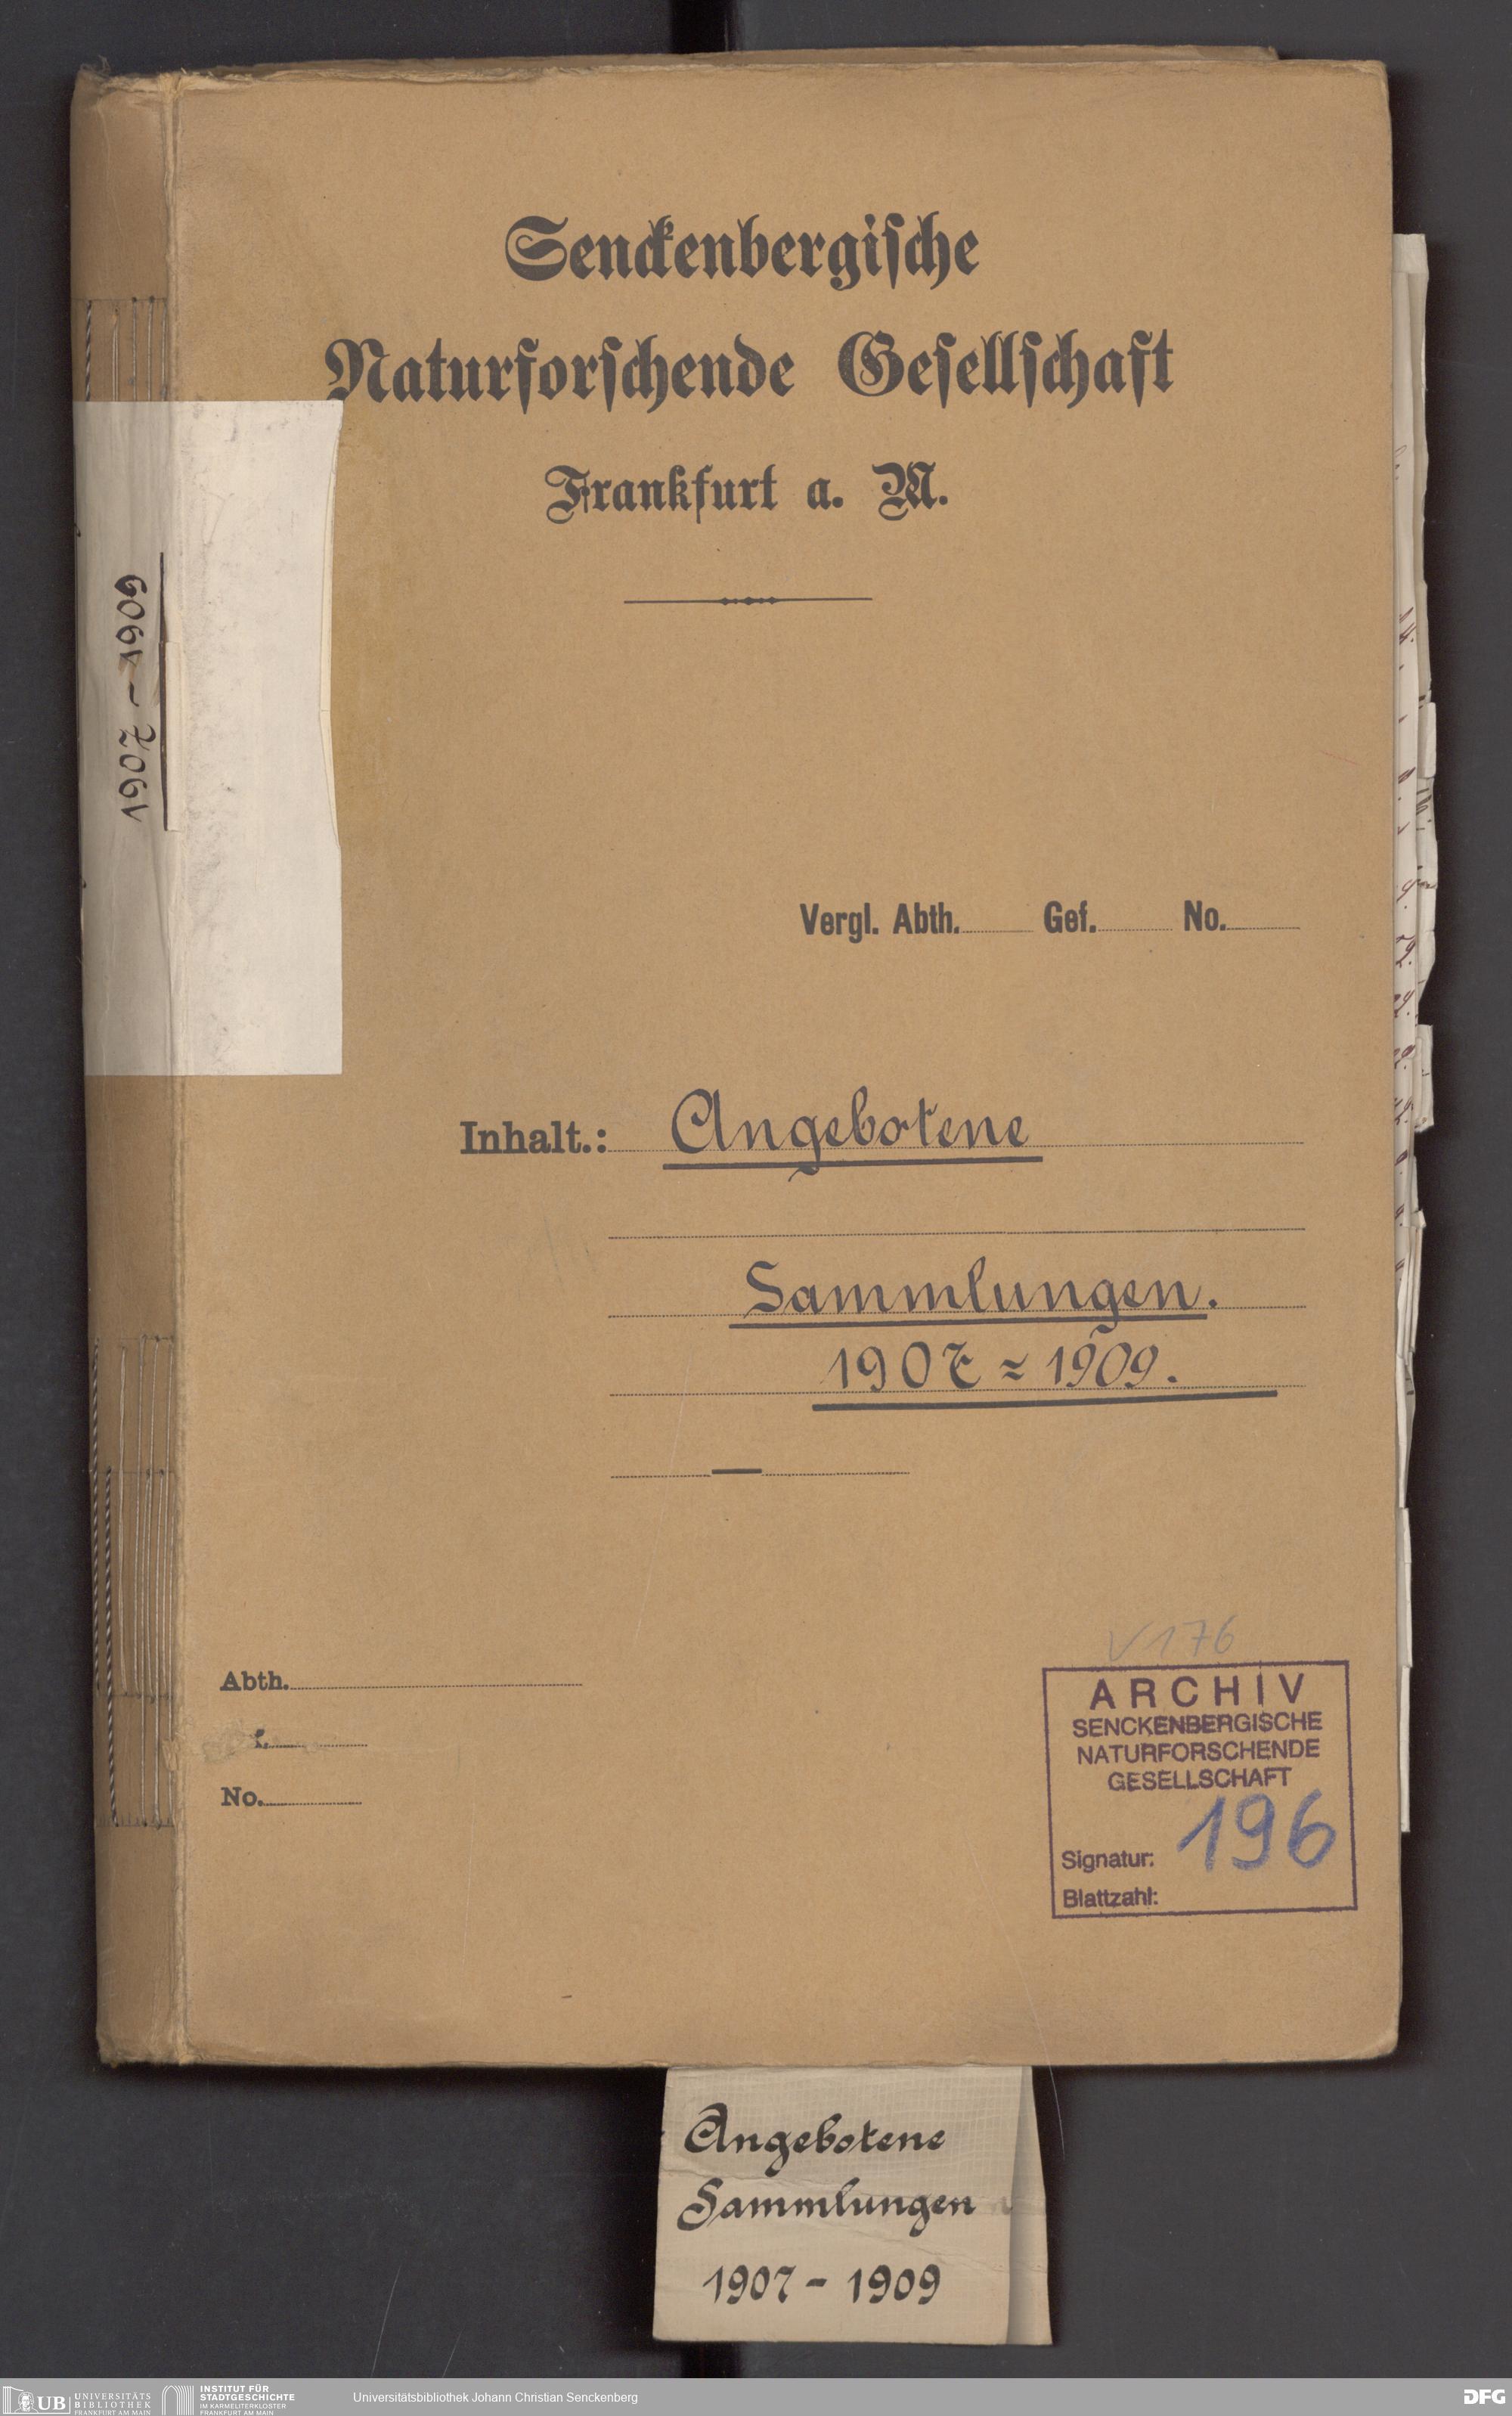 Senckenbergische
Naturforschende Gesellschaft
Frankfurt a. M.
1907 – 1909
Vergl. Abth. Gef. No.
Inhalt.: Angebotene
Sammlungen.
1907 = 1909.
Abth.
No.
V 176
ARCHIV
SENCKENBERGISCHE
NATURFORSCHENDE
GESELLSCHAFT
Signatur: 196
Blattzahl:
Angebotene
Sammlungen
1907 - 1909
UB UNIVERSITÄTS
BIBLIOTHEK
FRANKFURT AM MAIN
INSTITUT FÜR
STADTGESCHICHTE
IM KARMELITERKLOSTER
FRANKFURT AM MAIN
Universitätsbibliothek Johann Christian Senckenberg
DFG